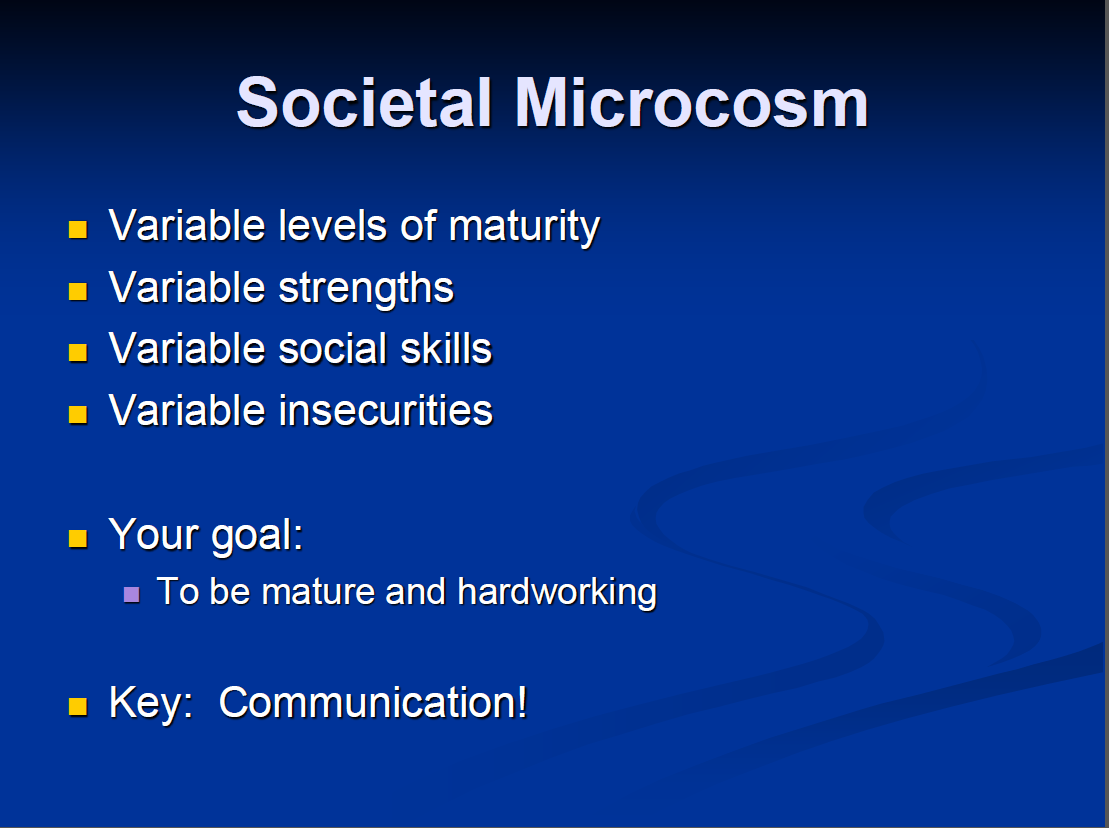 Societal Microcosm
Variable levels of maturity
Variable strengths
Variable social skills
Variable insecurities
Your goal:
To be mature and hardworking
Key:  Communication!